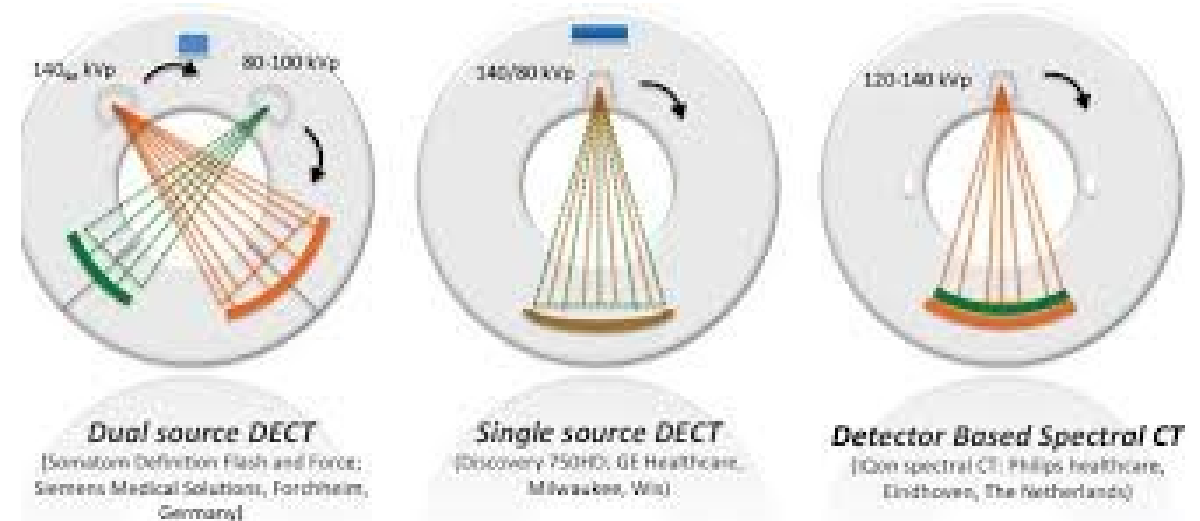 140Sn kVp
80-100 kVp
Dual source DECT
(Somatom Definition Flash and Force;
Siemens Medical Solutions, Forchheim,
Germany)
140/80 kVp
Single source DECT
(Discovery 750HD; GE Healthcare,
Milwaukee, Wis)
120-140 kVp
Detector Based Spectral CT
(IQon spectral CT: Philips healthcare,
Eindhoven, The Netherlands)